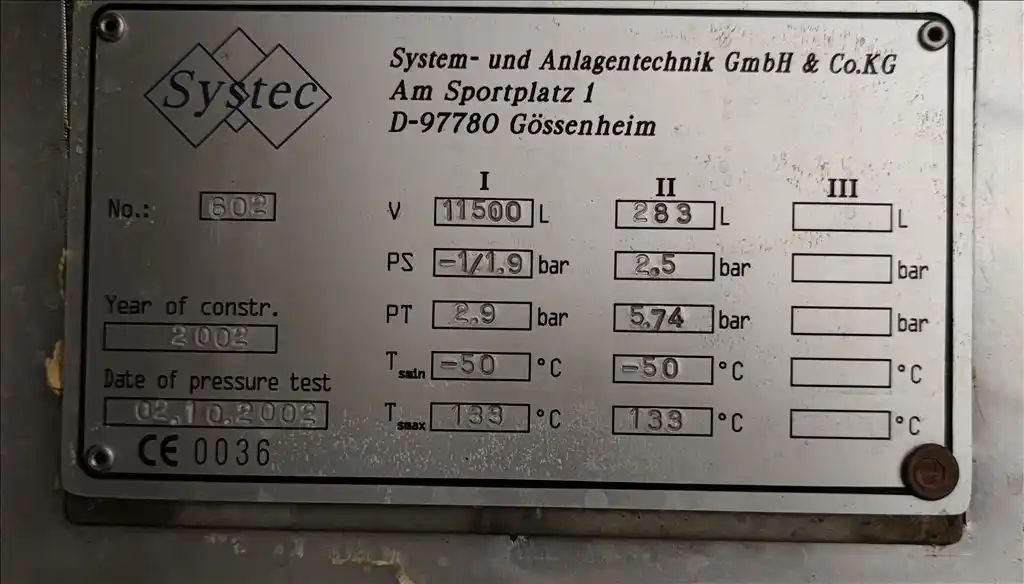 Systec
System- und Anlagentechnik GmbH & Co.KG
Am Sportplatz 1
D-97780 Gössenheim
I II III
No.: 602 V 11500 L 283 L L
PS -1/1,9 bar 2,5 bar bar
Year of constr. PT 2,9 bar 5,74 bar bar
2002
Tsmin -50 °C -50 °C °C
Date of pressure test
02.10.2002 Tsmax 133 °C 133 °C °C
CE 0036